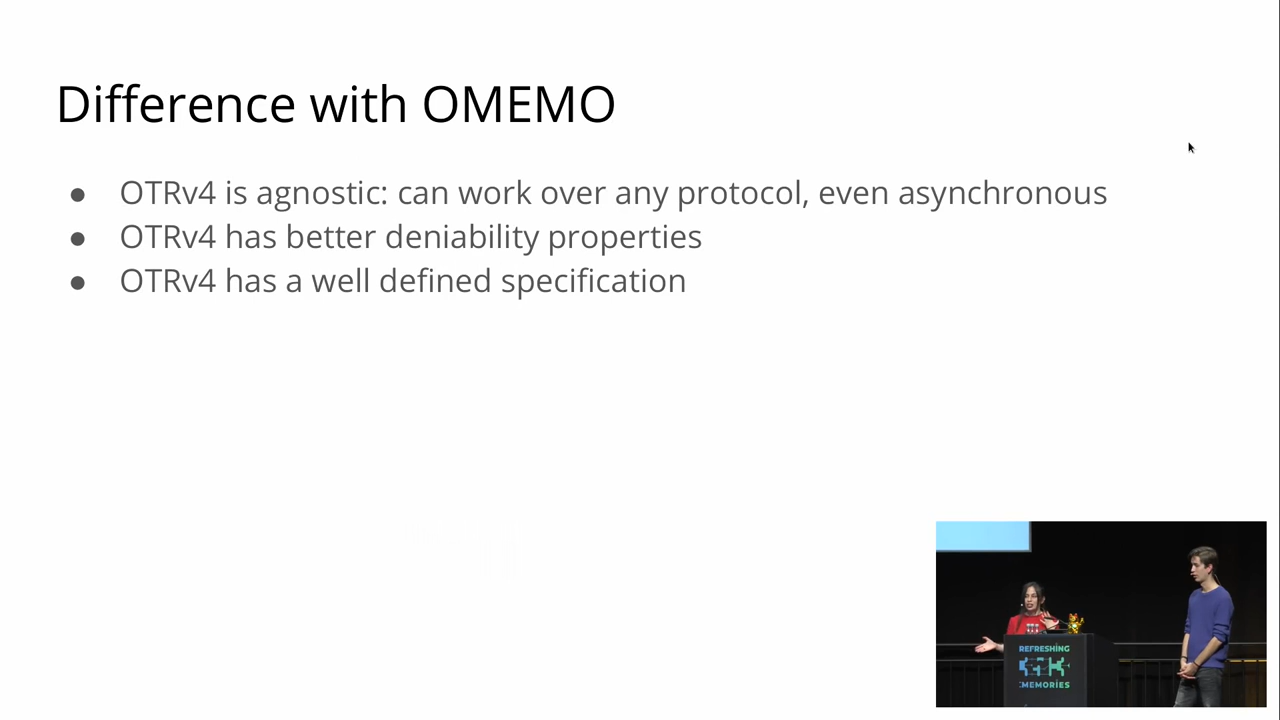 Difference with OMEMO
● OTRv4 is agnostic: can work over any protocol, even asynchronous
● OTRv4 has better deniability properties
● OTRv4 has a well defined specification
REFRESHING
:MEMORIES